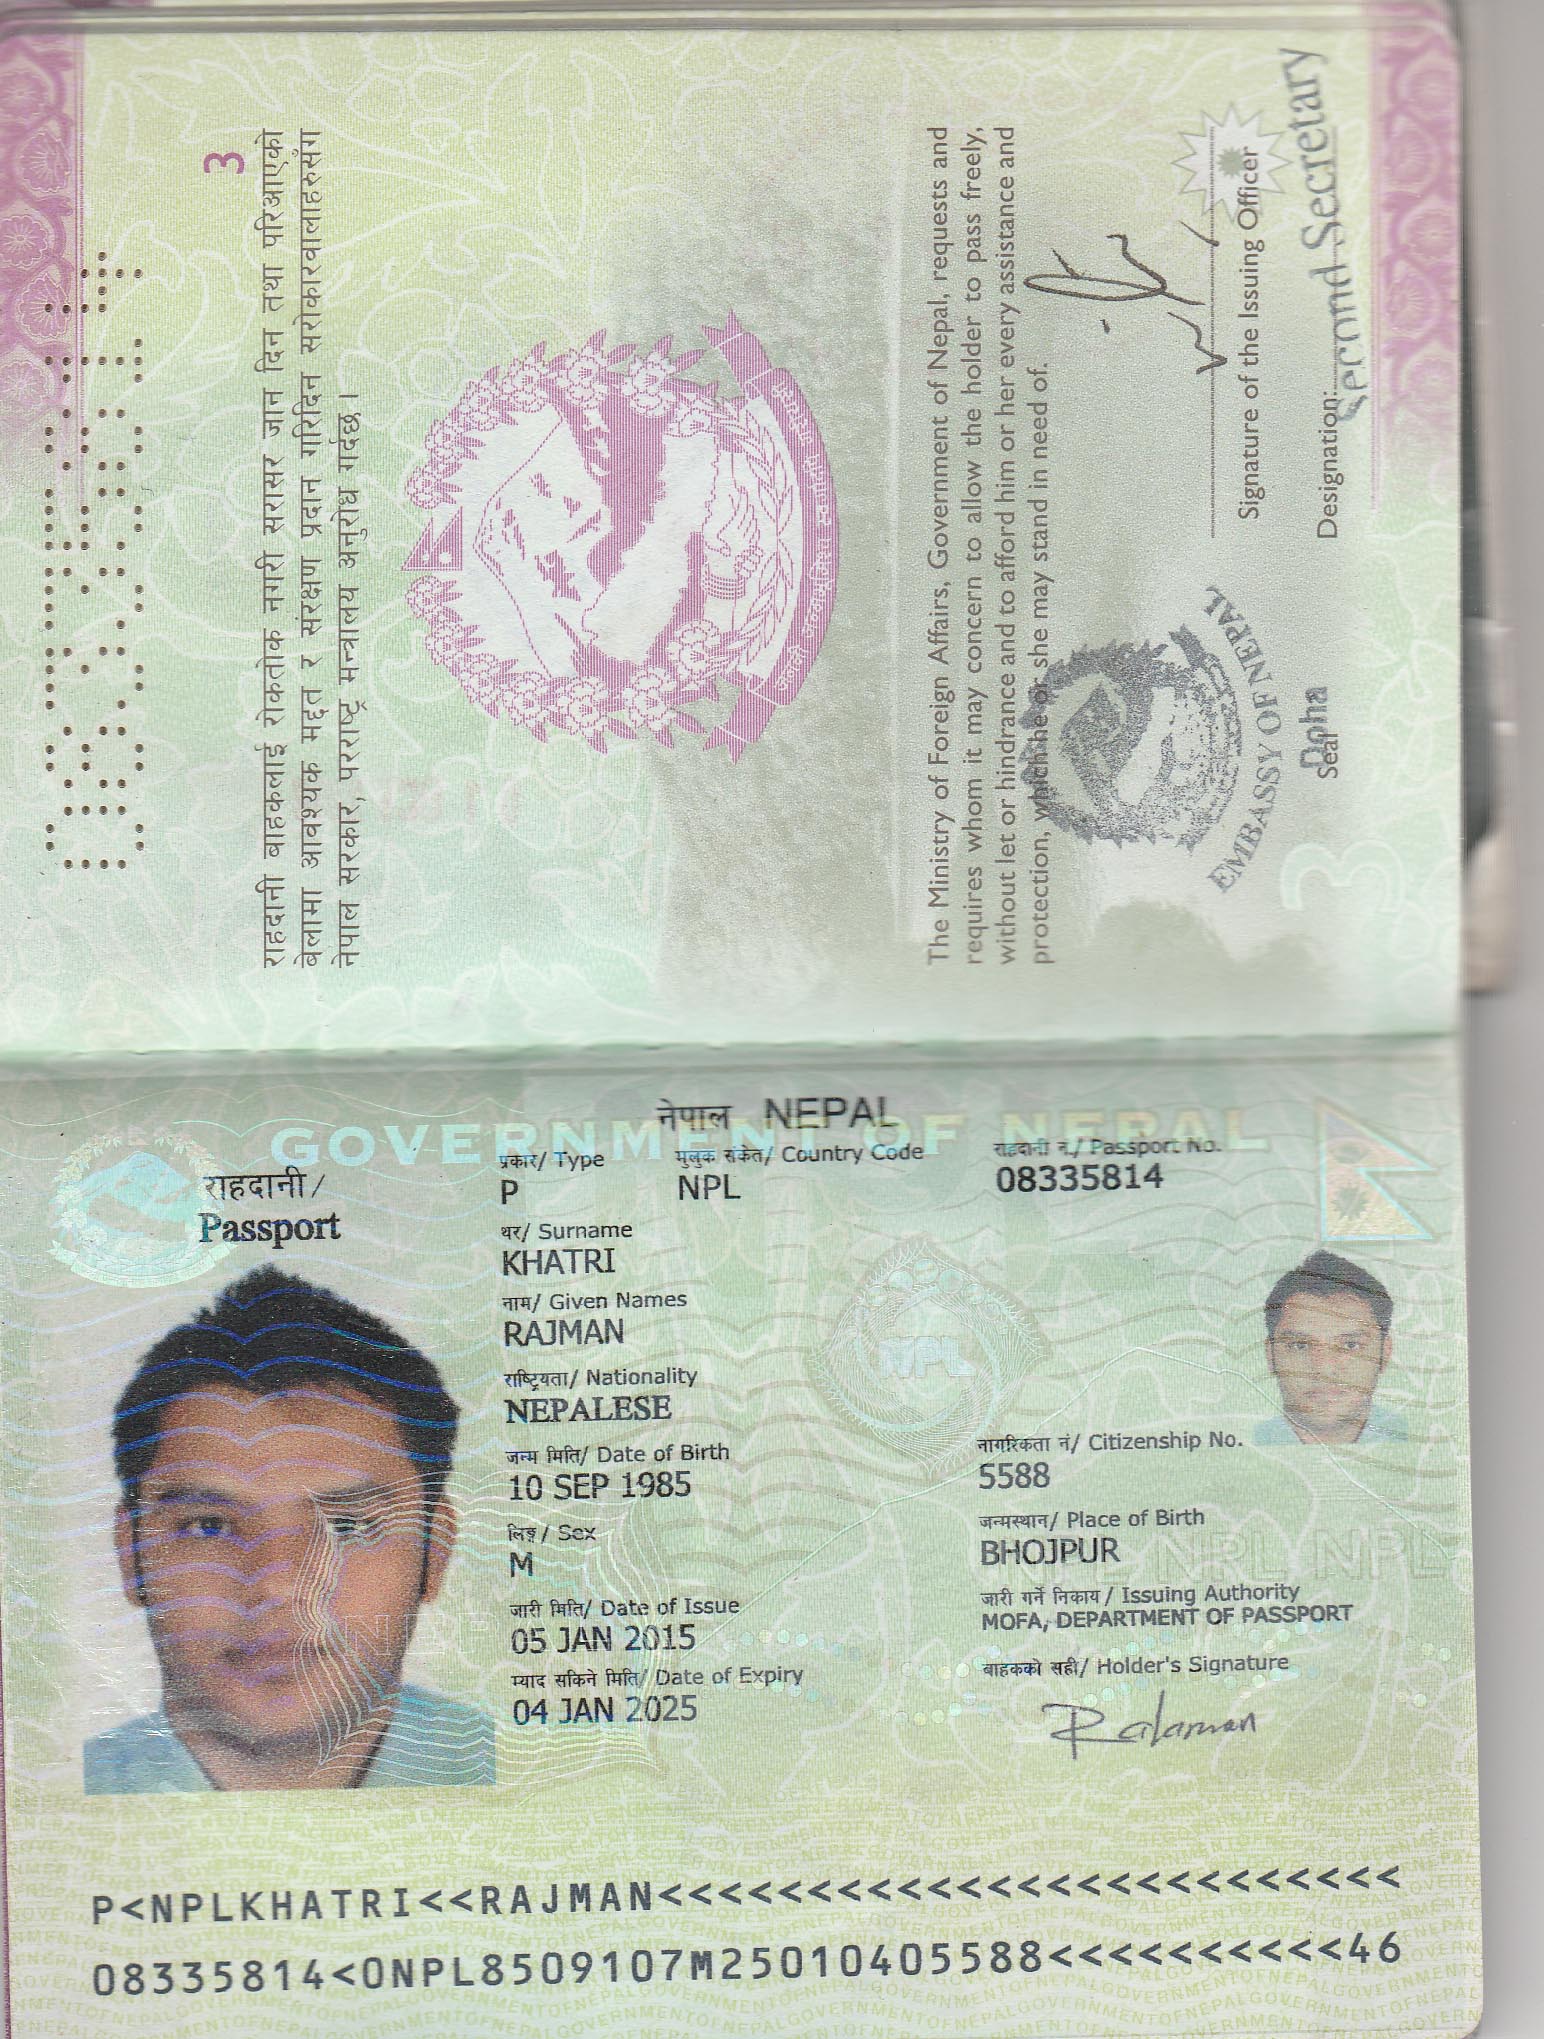 3
राहदानी बाहकलाई रोकतोक नगरी सरासर जान दिन तथा परिआएको
बेलामा आवश्यक मद्दत र संरक्षण प्रदान गरिदिन सरोकारवालाहरुसंग
नेपाल सरकार, परराष्ट्र मन्त्रालय अनुरोध गर्दछ ।
The Ministry of Foreign Affairs, Government of Nepal, requests and
requires whom it may concern to allow the holder to pass freely,
without let or hindrance and to afford him or her every assistance and
protection, which he or she may stand in need of.
Signature of the Issuing Officer
Designation: Second Secretary
EMBASSY OF NEPAL
Doha
Seal
3
GOVERNMENT OF NEPAL
नेपाल NEPAL
राहदानी/
Passport
प्रकार/ Type
P
मुलुक संकेत/ Country Code
NPL
राहदानी नं./ Passport No.
08335814
थर/ Surname
KHATRI
नाम/ Given Names
RAJMAN
राष्ट्रियता/ Nationality
NEPALESE
जन्म मिति/ Date of Birth
10 SEP 1985
नागरिकता नं/ Citizenship No.
5588
लिङ्ग/ Sex
M
जन्मस्थान/ Place of Birth
BHOJPUR
जारी मिति/ Date of Issue
05 JAN 2015
जारी गर्ने निकाय/ Issuing Authority
MOFA, DEPARTMENT OF PASSPORT
म्याद सकिने मिति/ Date of Expiry
04 JAN 2025
बाहकको सही/ Holder's Signature
NPL
NPL NPL NPL
P<NPLKHATRI<<RAJMAN<<<<<<<<<<<<<<<<<<<<<<<<<
08335814<0NPL8509107M25010405588<<<<<<<<<<46